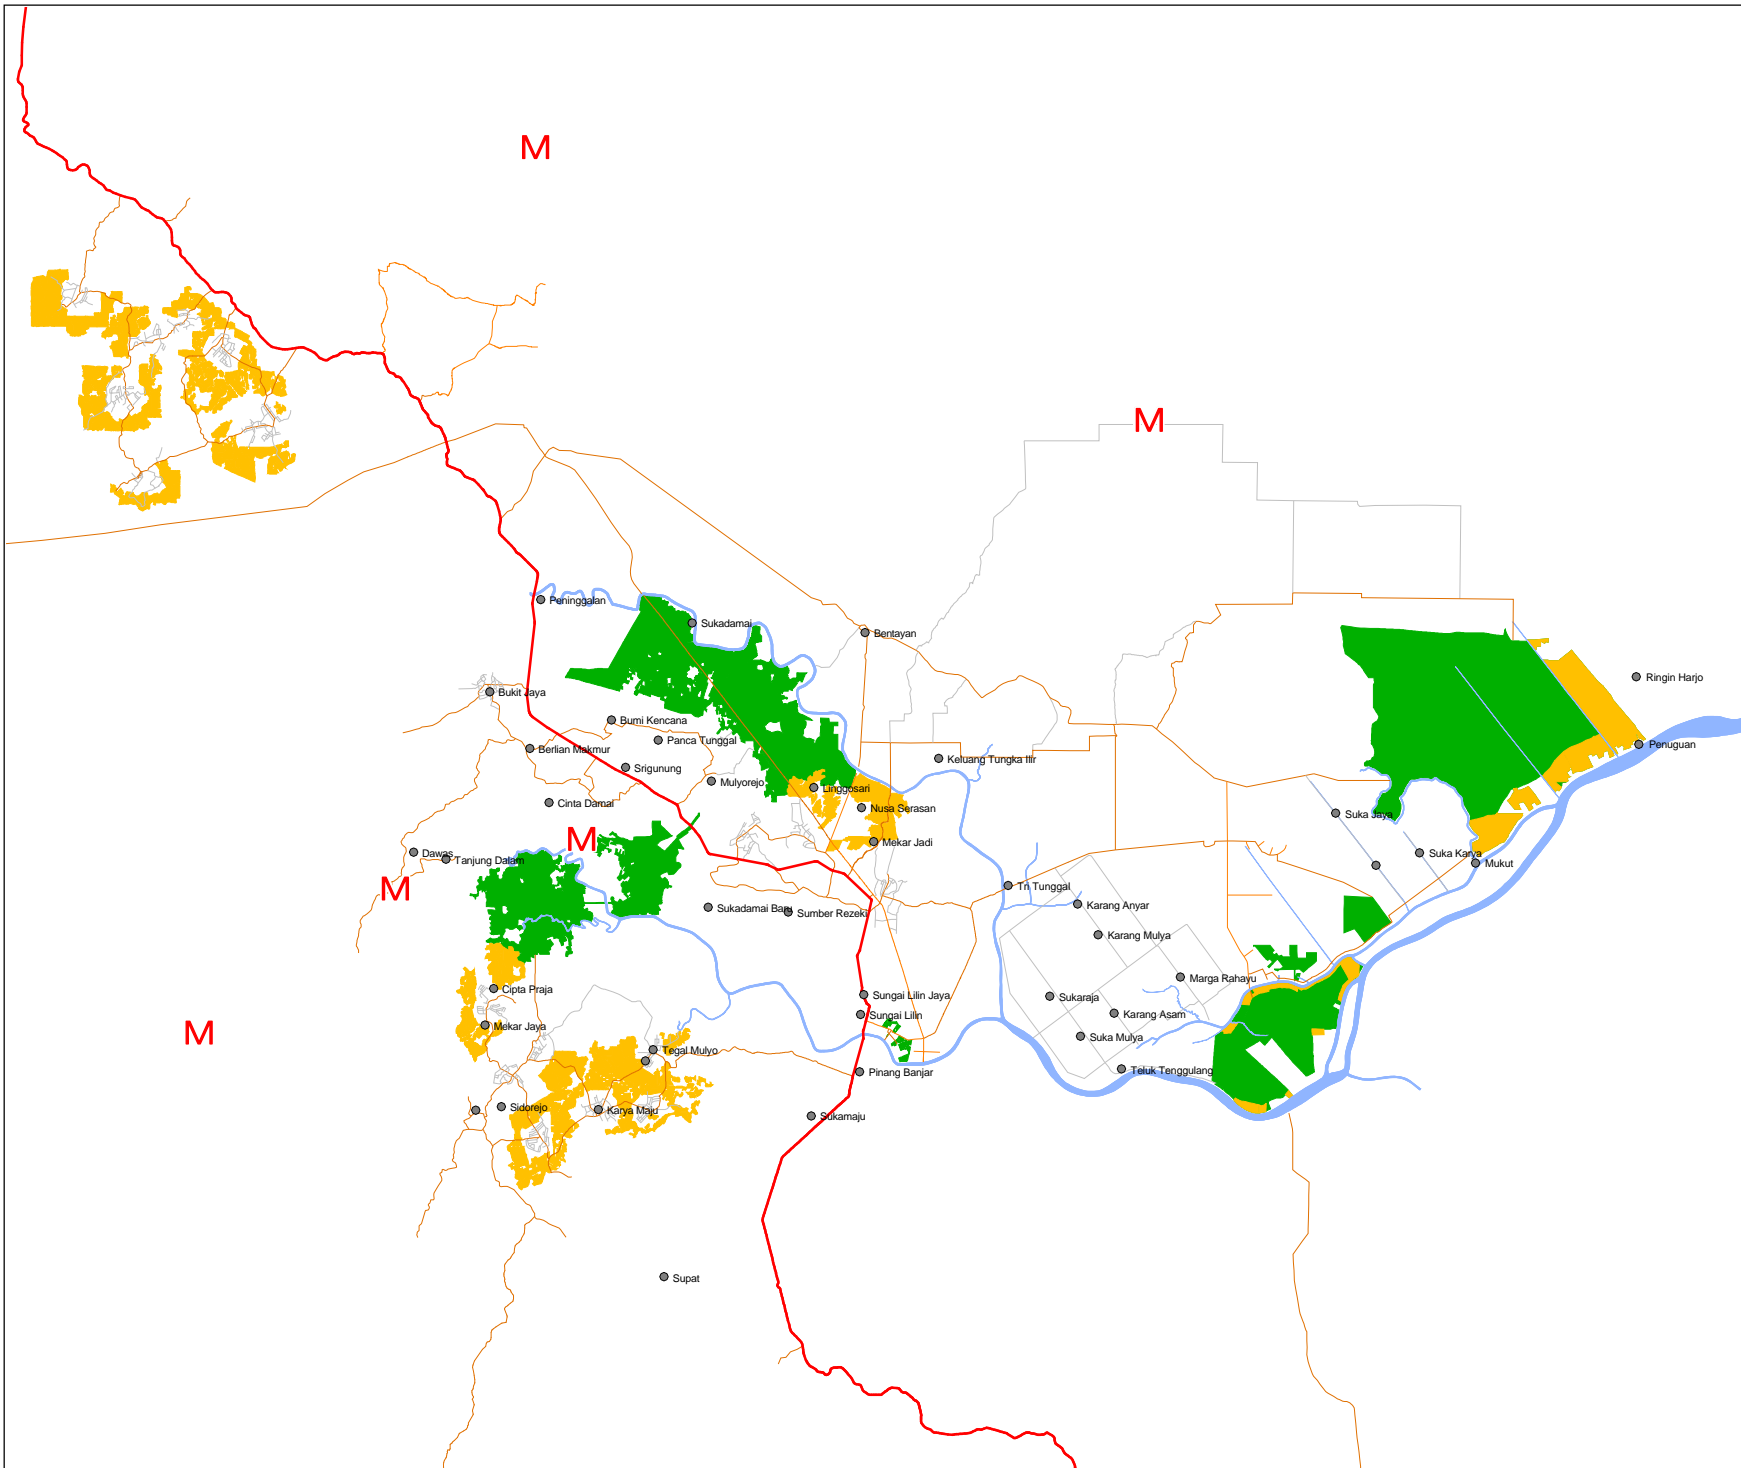 M
M
Peninggalan
Sukadamai
Bentayan
Ringin Harjo
Bukit Jaya
Bumi Kencana
Panca Tunggal
Penuguan
Berlian Makmur
Keluang Tungka Ilir
Srigunung
Mulyorejo
Linggosari
Cinta Damai
Nusa Serasan
Suka Jaya
M
Mekar Jadi
Dawas
Tanjung Dalam
Suka Karya
Mukut
M
Tri Tunggal
Karang Anyar
Sukadamai Baru
Sumber Rezeki
Karang Mulya
Marga Rahayu
Cipta Praja
Sungai Lilin Jaya
Sukaraja
Sungai Lilin
Karang Asam
Mekar Jaya
M
Suka Mulya
Tegal Mulyo
Pinang Banjar
Teluk Tenggulang
Sidorejo
Karya Maju
Sukamaju
Supat